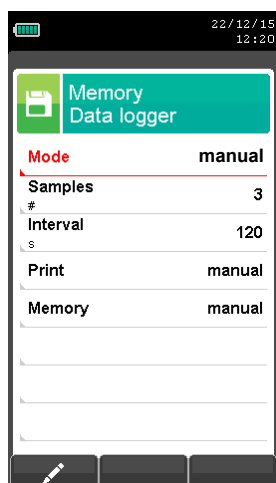 22/12/15
12:20
Memory
Data logger
Mode manual
Samples 3
#
Interval 120
s
Print manual
Memory manual